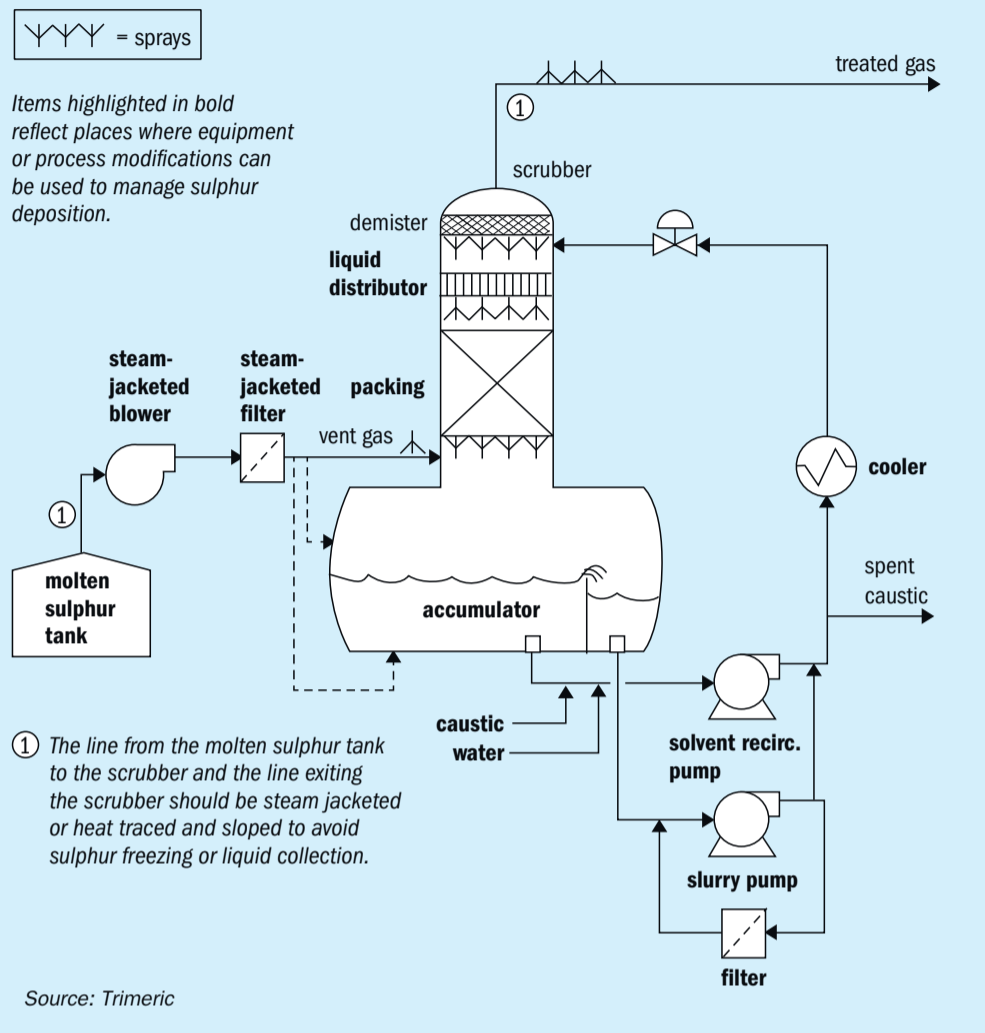 = sprays
Items highlighted in bold
reflect places where equipment
or process modifications can
be used to manage sulphur
deposition.
treated gas
1
scrubber
demister
liquid
distributor
steam-
jacketed
blower
steam-
jacketed
filter
packing
vent gas
cooler
1
molten
sulphur
tank
accumulator
spent
caustic
caustic
water
solvent recirc.
pump
1 The line from the molten sulphur tank
to the scrubber and the line exiting
the scrubber should be steam jacketed
or heat traced and sloped to avoid
sulphur freezing or liquid collection.
slurry pump
filter
Source: Trimeric